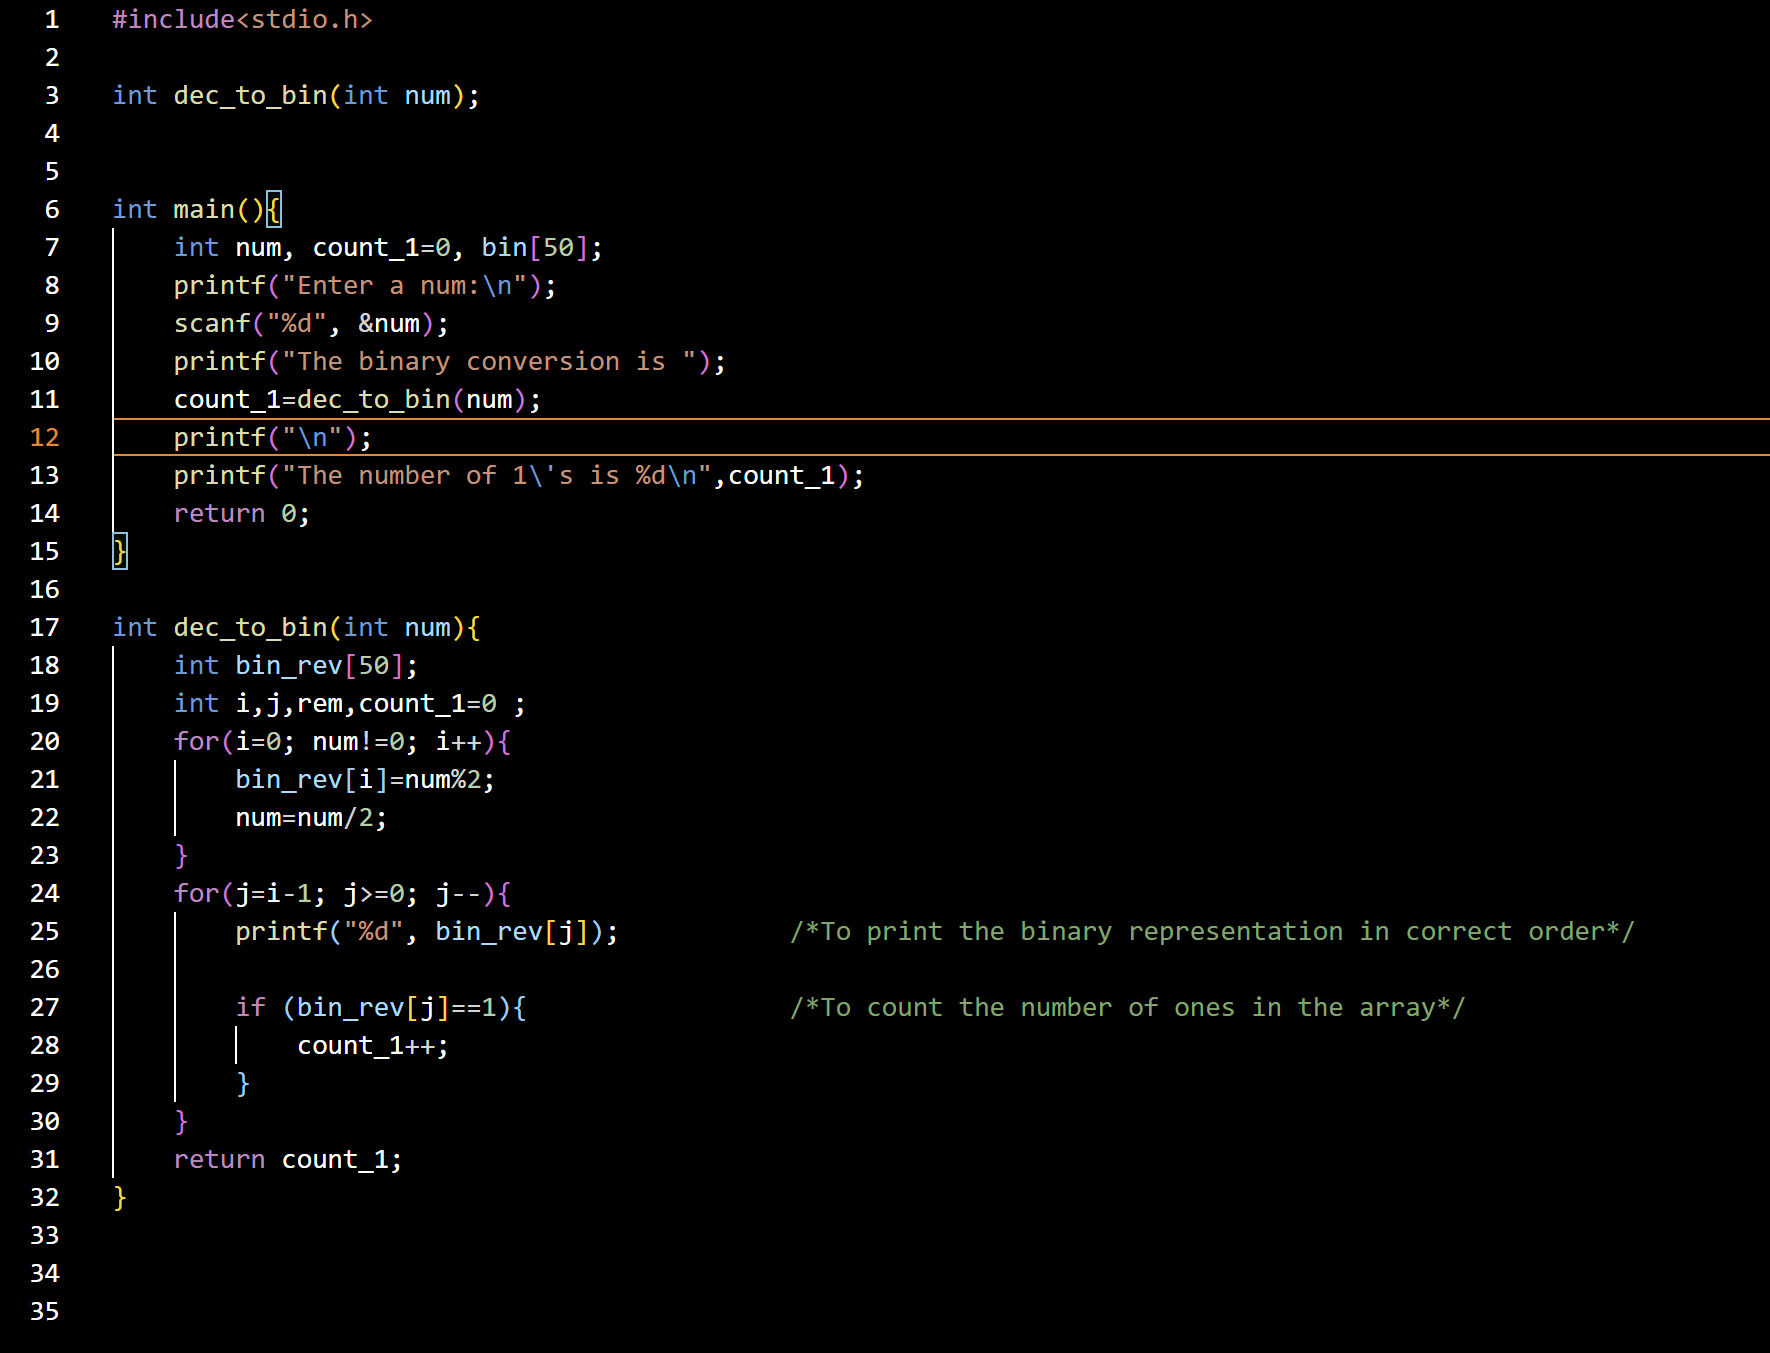 1 #include<stdio.h>
2
3 int dec_to_bin(int num);
4
5
6 int main(){
7     int num, count_1=0, bin[50];
8     printf("Enter a num:\n");
9     scanf("%d", &num);
10     printf("The binary conversion is ");
11     count_1=dec_to_bin(num);
12     printf("\n");
13     printf("The number of 1\'s is %d\n",count_1);
14     return 0;
15 }
16
17 int dec_to_bin(int num){
18     int bin_rev[50];
19     int i,j,rem,count_1=0 ;
20     for(i=0; num!=0; i++){
21         bin_rev[i]=num%2;
22         num=num/2;
23     }
24     for(j=i-1; j>=0; j--){
25         printf("%d", bin_rev[j]);           /*To print the binary representation in correct order*/
26
27         if (bin_rev[j]==1){                 /*To count the number of ones in the array*/
28             count_1++;
29         }
30     }
31     return count_1;
32 }
33
34
35